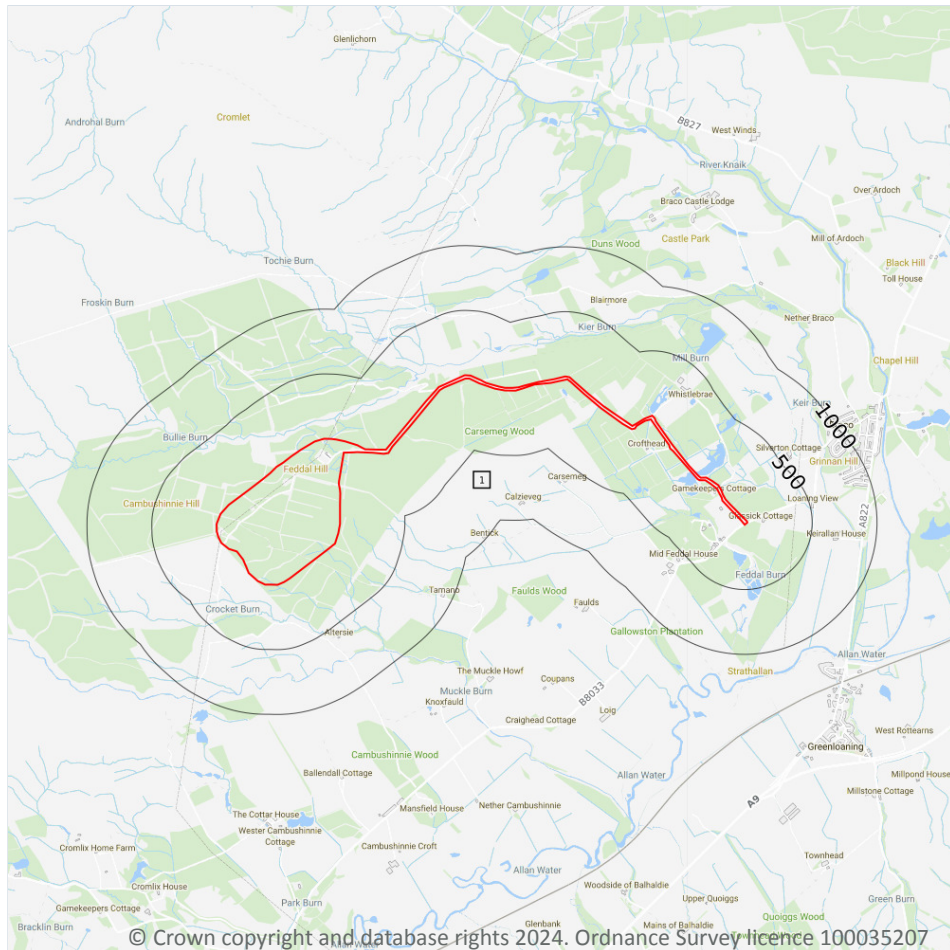 Glenlichorn
B827
Androhal Burn
Cromlet
West Winds
River Knaik
Over Ardoch
Braco Castle Lodge
Castle Park
Mill of Ardoch
Duns Wood
Tochie Burn
Black Hill
Toll House
Froskin Burn
Blairmore
Nether Braco
Kier Burn
Mill Burn
Chapel Hill
Whistlebrae
Keir Burn
1000
Carsemeg Wood
Bullie Burn
Crofthead
Silverton Cottage
Grinnan Hill
Feddal Hill
500
1
Carsemeg
Gamekeepers Cottage
Loaning View
Cambushinnie Hill
Calzieveg
Glassick Cottage
A822
Bentick
Keirallan House
Mid Feddal House
Feddal Burn
Tamano
Faulds Wood
Crocket Burn
Faulds
Altersie
Gallowston Plantation
Allan Water
The Muckle Howf
Strathallan
Coupans
Muckle Burn
B8033
Knoxfauld
Loig
Craighead Cottage
West Rottearns
Greenloaning
Cambushinnie Wood
Ballendall Cottage
Allan Water
Millpond House
Millstone Cottage
A9
Nether Cambushinnie
Mansfield House
The Cottar House
Wester Cambushinnie
Cottage
Cromlix Home Farm
Cambushinnie Croft
Townhead
Allan Water
Cromlix House
Woodside of Balhaldie
Upper Quoiggs
Green Burn
Park Burn
Gamekeepers Cottage
Quoiggs Wood
Bracklin Burn
Glenbank
Mains of Balhaldie
Allan Water
© Crown copyright and database rights 2024. Ordnance Survey licence 100035207